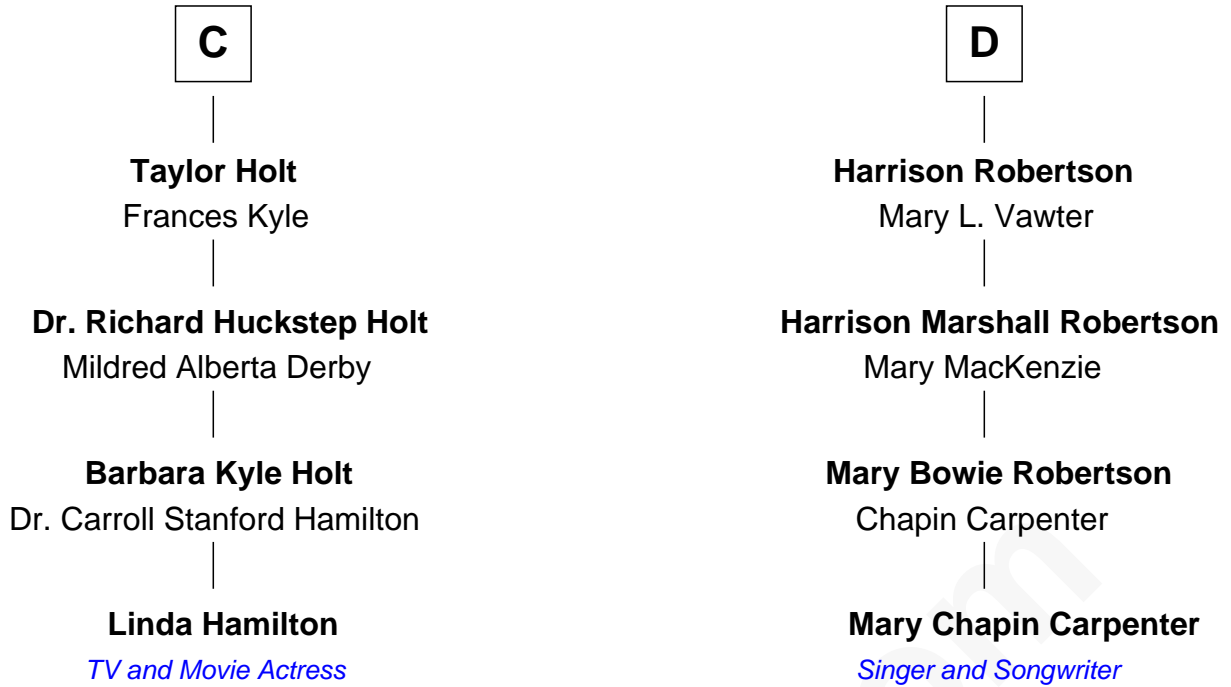 C
Taylor Holt
Frances Kyle
Dr. Richard Huckstep Holt
Mildred Alberta Derby
Barbara Kyle Holt
Dr. Carroll Stanford Hamilton
Linda Hamilton
TV and Movie Actress
D
Harrison Robertson
Mary L. Vawter
Harrison Marshall Robertson
Mary MacKenzie
Mary Bowie Robertson
Chapin Carpenter
Mary Chapin Carpenter
Singer and Songwriter